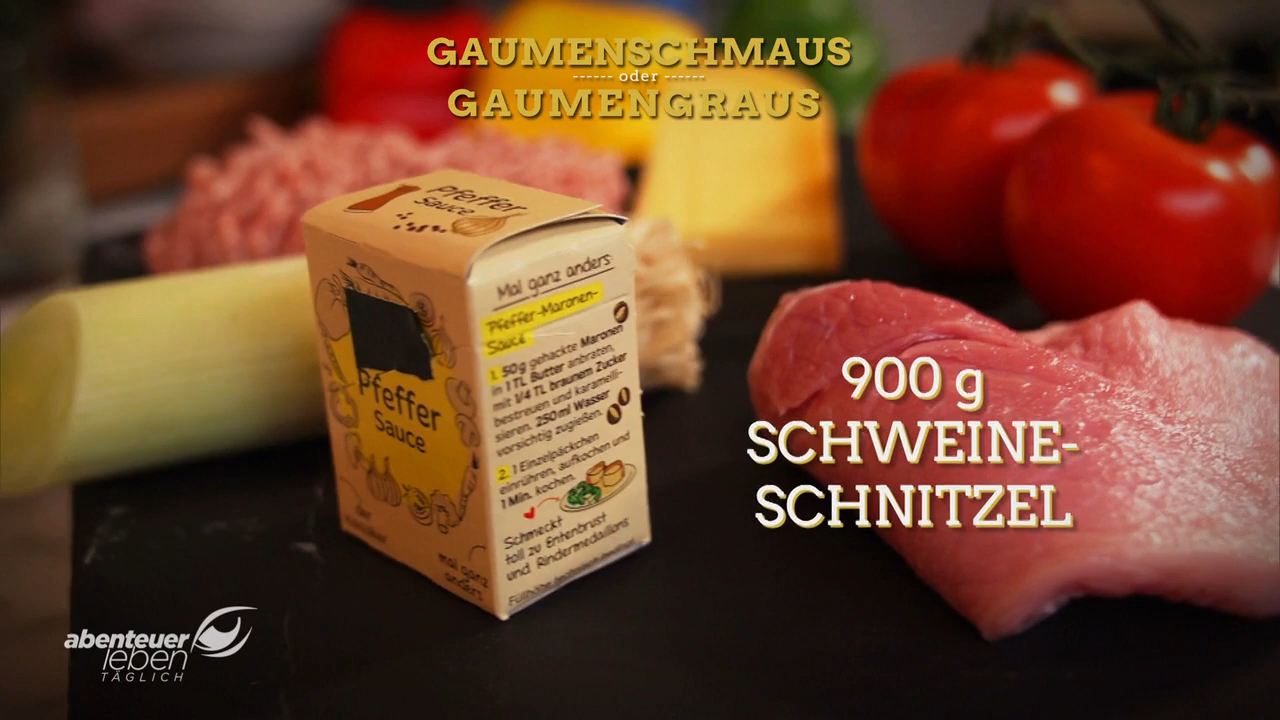 GAUMENSCHMAUS
------ oder ------
GAUMENGRAUS
Pfeffer
Sauce
Pfeffer
Sauce
mal ganz
anders
Mal ganz anders:
Pfeffer-Maronen-
Sauce
1. 50g gehackte Maronen
in 1 TL Butter anbraten,
mit 1/4 TL braunem Zucker
bestreuen und karamelli-
sieren. 250 ml Wasser
vorsichtig zugießen.
2. 1 Einzelpäckchen
einrühren, aufkochen und
1 Min. kochen.
Schmeckt
toll zu Entenbrust
und Rindermedaillons
900 g
SCHWEINE-
SCHNITZEL
abenteuer
leben
TÄGLICH